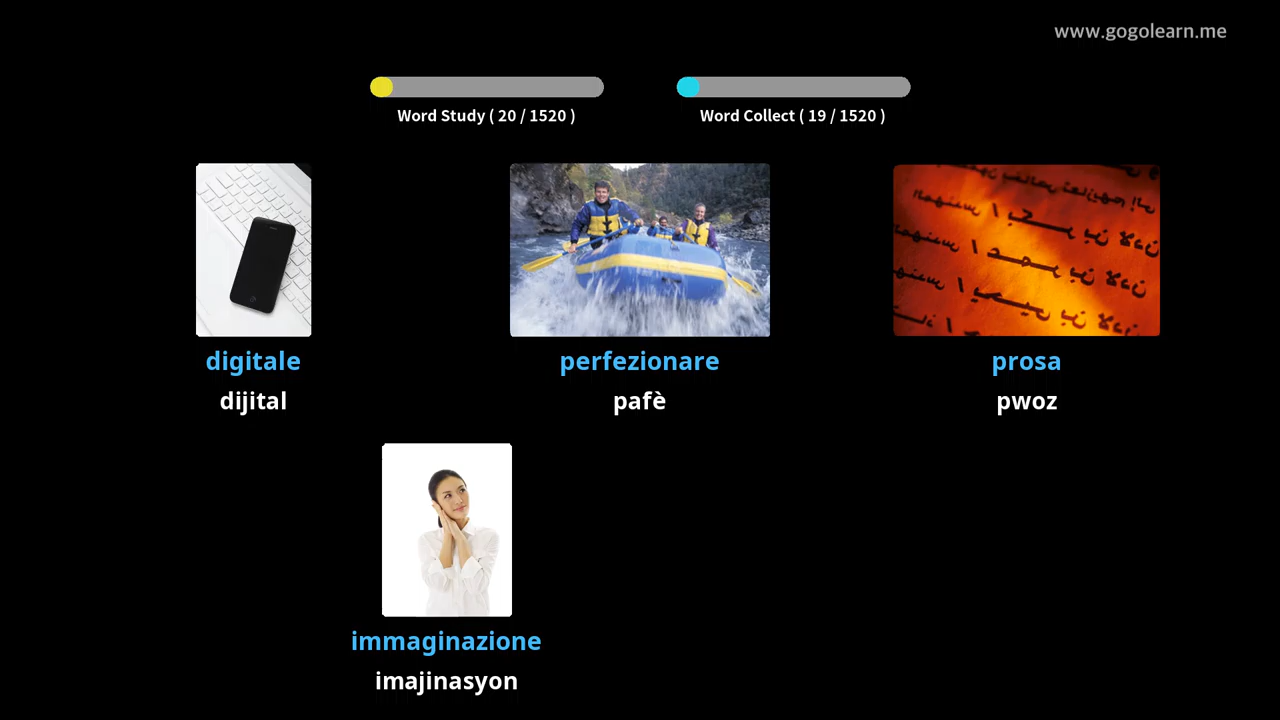 www.gogolearn.me
Word Study ( 20 / 1520 )
Word Collect ( 19 / 1520 )
digitale
perfezionare
prosa
dijital
pafè
pwoz
immaginazione
imajinasyon